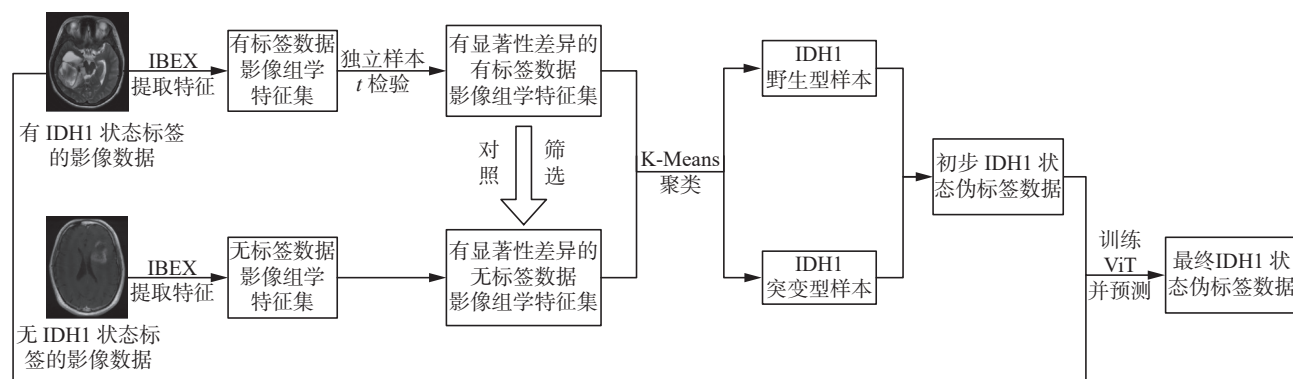 IBEX
提取特征
有标签数据
影像组学
特征集
独立样本
t 检验
有显著性差异的
有标签数据
影像组学特征集
有 IDH1 状态标签
的影像数据
对照
筛选
IBEX
提取特征
无标签数据
影像组学
特征集
有显著性差异的
无标签数据
影像组学特征集
无 IDH1 状态标
签的影像数据
K-Means
聚类
IDH1
野生型样本
IDH1
突变型样本
初步 IDH1 状
态伪标签数据
训练
ViT
并预测
最终IDH1 状
态伪标签数据